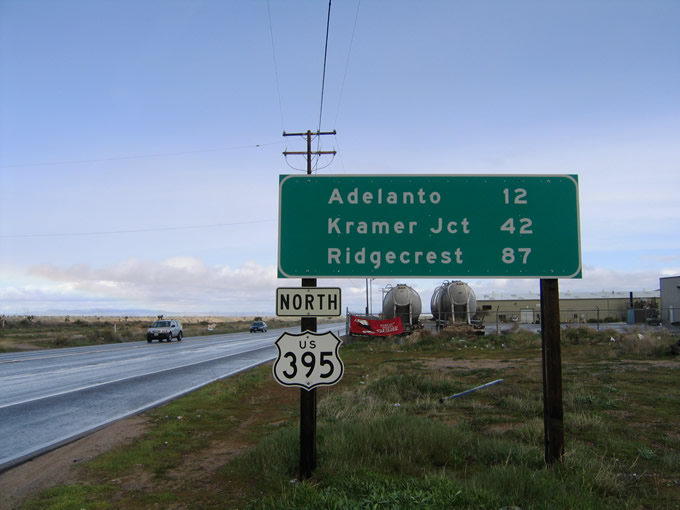 Adelanto 12
Kramer Jct 42
Ridgecrest 87
NORTH
US
395